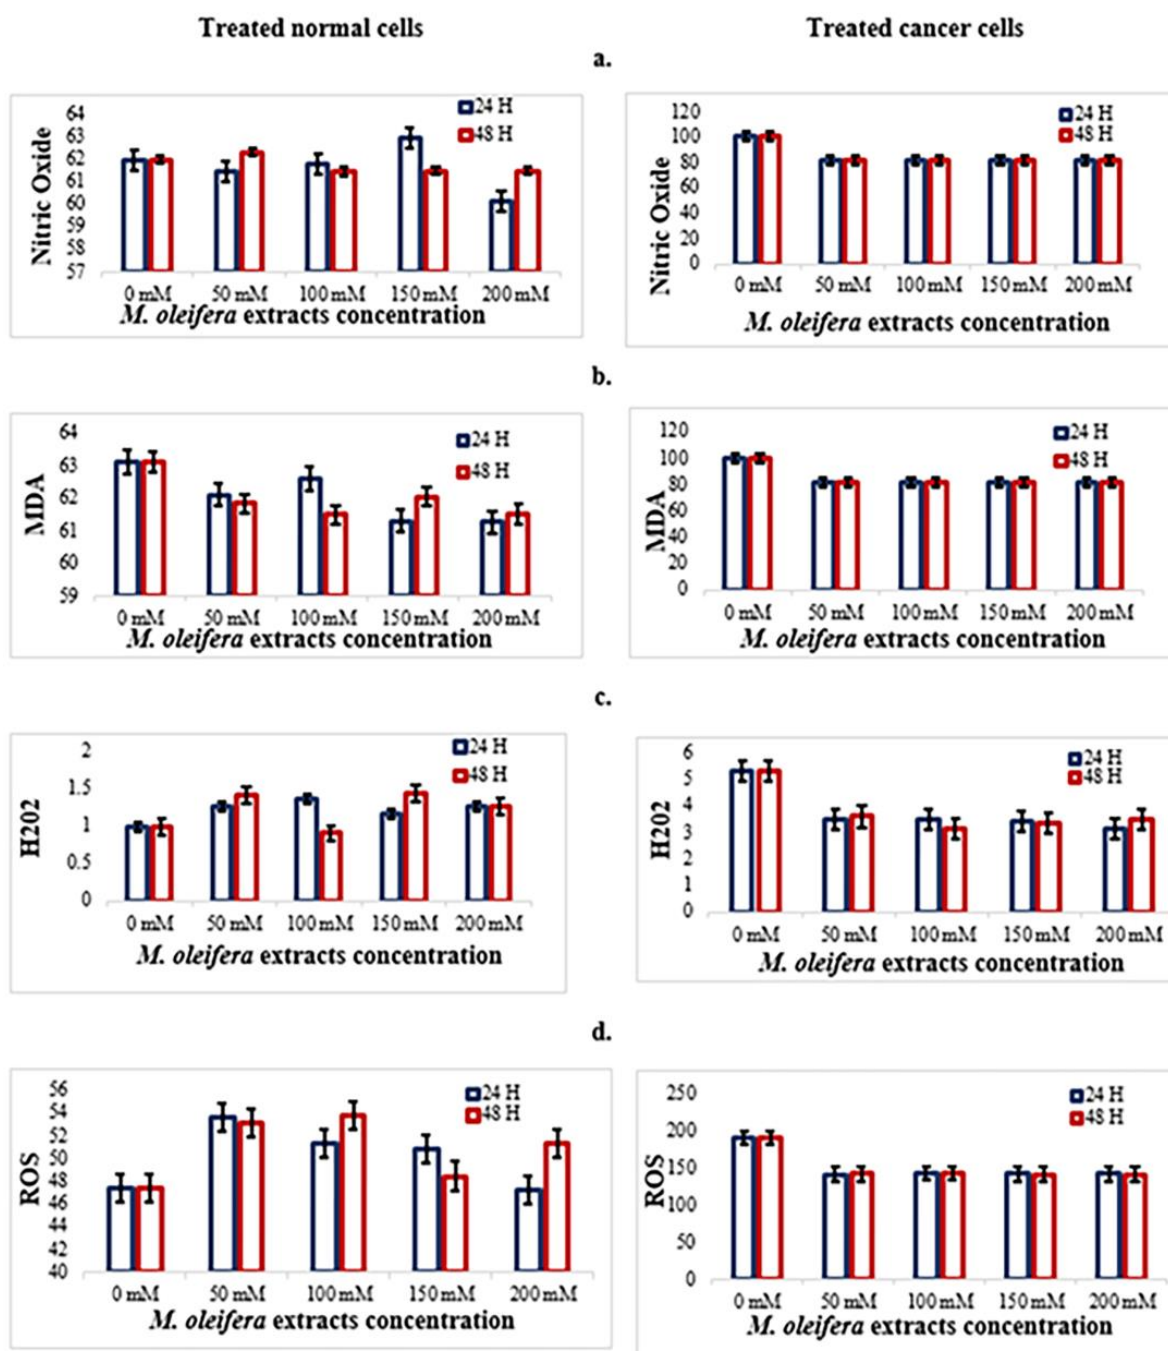 Treated normal cells
Treated cancer cells
a.
Nitric Oxide
64
63
62
61
60
59
58
57
24 H
48 H
0 mM 50 mM 100 mM 150 mM 200 mM
M. oleifera extracts concentration
Nitric Oxide
120
100
80
60
40
20
0
24 H
48 H
0 mM 50 mM 100 mM 150 mM 200 mM
M. oleifera extracts concentration
b.
MDA
64
63
62
61
60
59
24 H
48 H
0 mM 50 mM 100 mM 150 mM 200 mM
M. oleifera extracts concentration
MDA
120
100
80
60
40
20
0
24 H
48 H
0 mM 50 mM 100 mM 150 mM 200 mM
M. oleifera extracts concentration
c.
H202
2
1.5
1
0.5
0
24 H
48 H
0 mM 50 mM 100 mM 150 mM 200 mM
M. oleifera extracts concentration
H202
6
5
4
3
2
1
0
24 H
48 H
0 mM 50 mM 100 mM 150 mM 200 mM
M. oleifera extracts concentration
d.
ROS
56
54
52
50
48
46
44
42
40
24 H
48 H
0 mM 50 mM 100 mM 150 mM 200 mM
M. oleifera extracts concentration
ROS
250
200
150
100
50
0
24 H
48 H
0 mM 50 mM 100 mM 150 mM 200 mM
M. oleifera extracts concentration